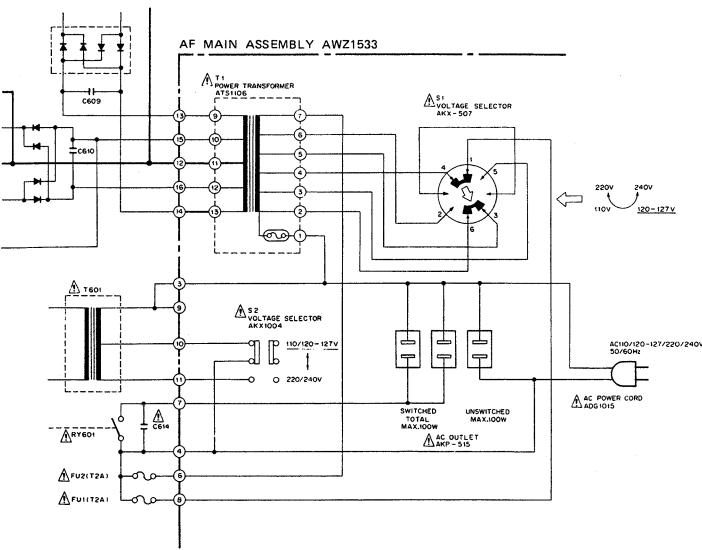 AF MAIN ASSEMBLY AWZ1533
T1
POWER TRANSFORMER
ATS1106
S1
VOLTAGE SELECTOR
AKX-507
C609
C610
13
15
12
16
14
9
10
11
12
13
7
6
5
4
3
2
1
4
1
5
2
6
3
220V 240V
110V 120-127V
T601
3
9
10
11
7
4
6
8
S2
VOLTAGE SELECTOR
AKX1004
110/120-127V
220/240V
AC110/120-127/220/240V
50/60Hz
AC POWER CORD
ADG1015
SWITCHED
TOTAL
MAX.100W
UNSWITCHED
MAX.100W
AC OUTLET
AKP-515
C614
RY601
FU2(T2A)
FU1(T2A)